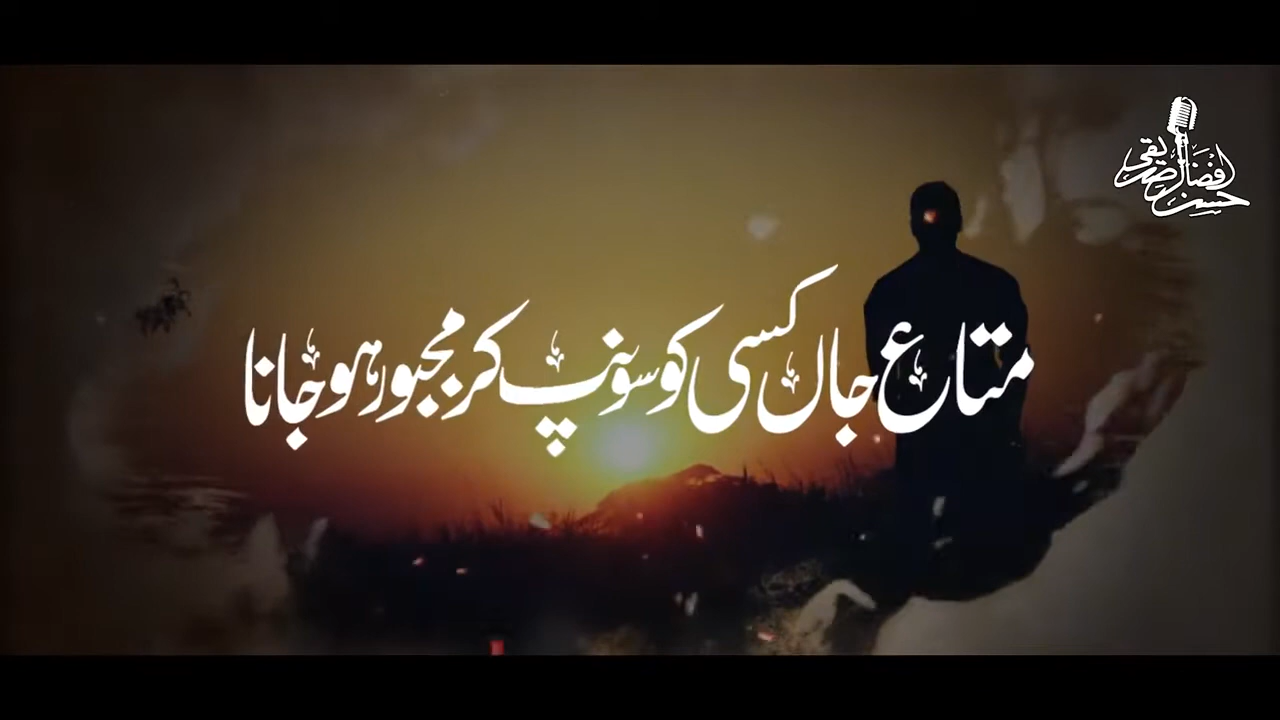 متاع جاں کسی کو سونپ کر مجبور ہو جانا
افضال صدیقی
حسن